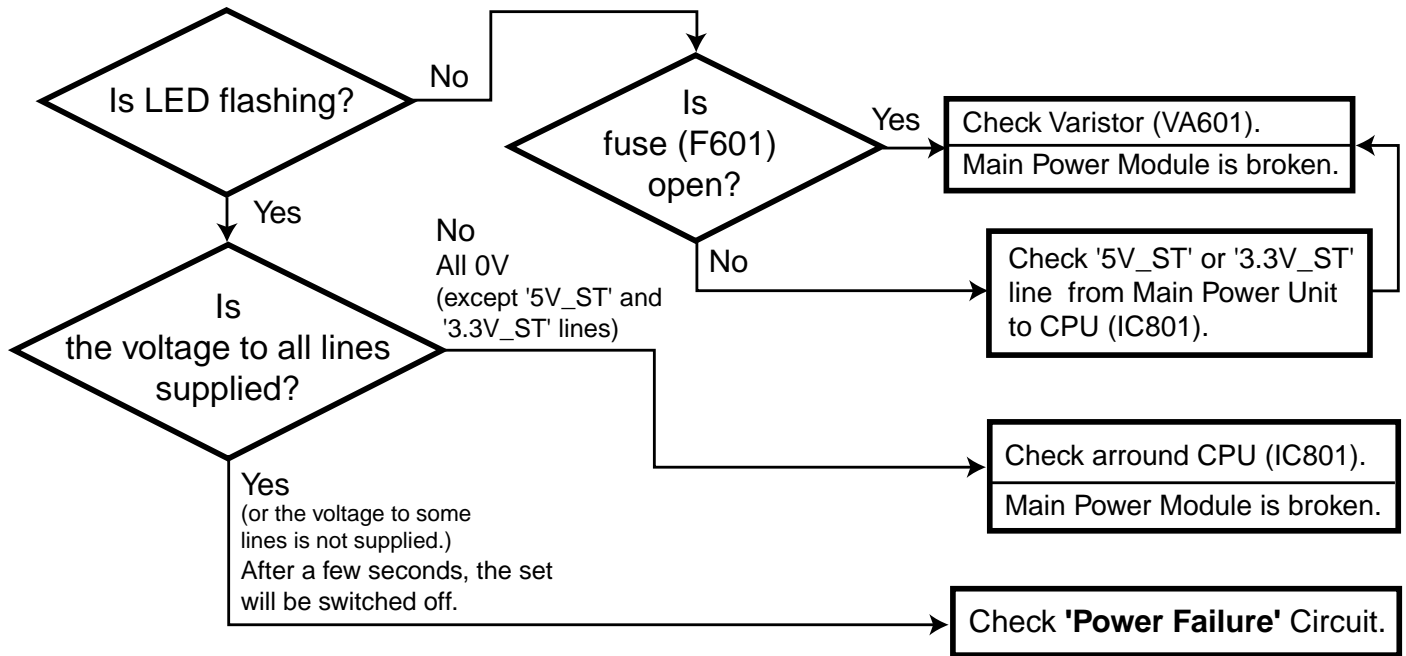 Is LED flashing?
No
Is
fuse (F601)
open?
Yes
Check Varistor (VA601).
Main Power Module is broken.
No
Check '5V_ST' or '3.3V_ST'
line from Main Power Unit
to CPU (IC801).
Yes
Is
the voltage to all lines
supplied?
No
All 0V
(except '5V_ST' and
'3.3V_ST' lines)
Check arround CPU (IC801).
Main Power Module is broken.
Yes
(or the voltage to some
lines is not supplied.)
After a few seconds, the set
will be switched off.
Check 'Power Failure' Circuit.